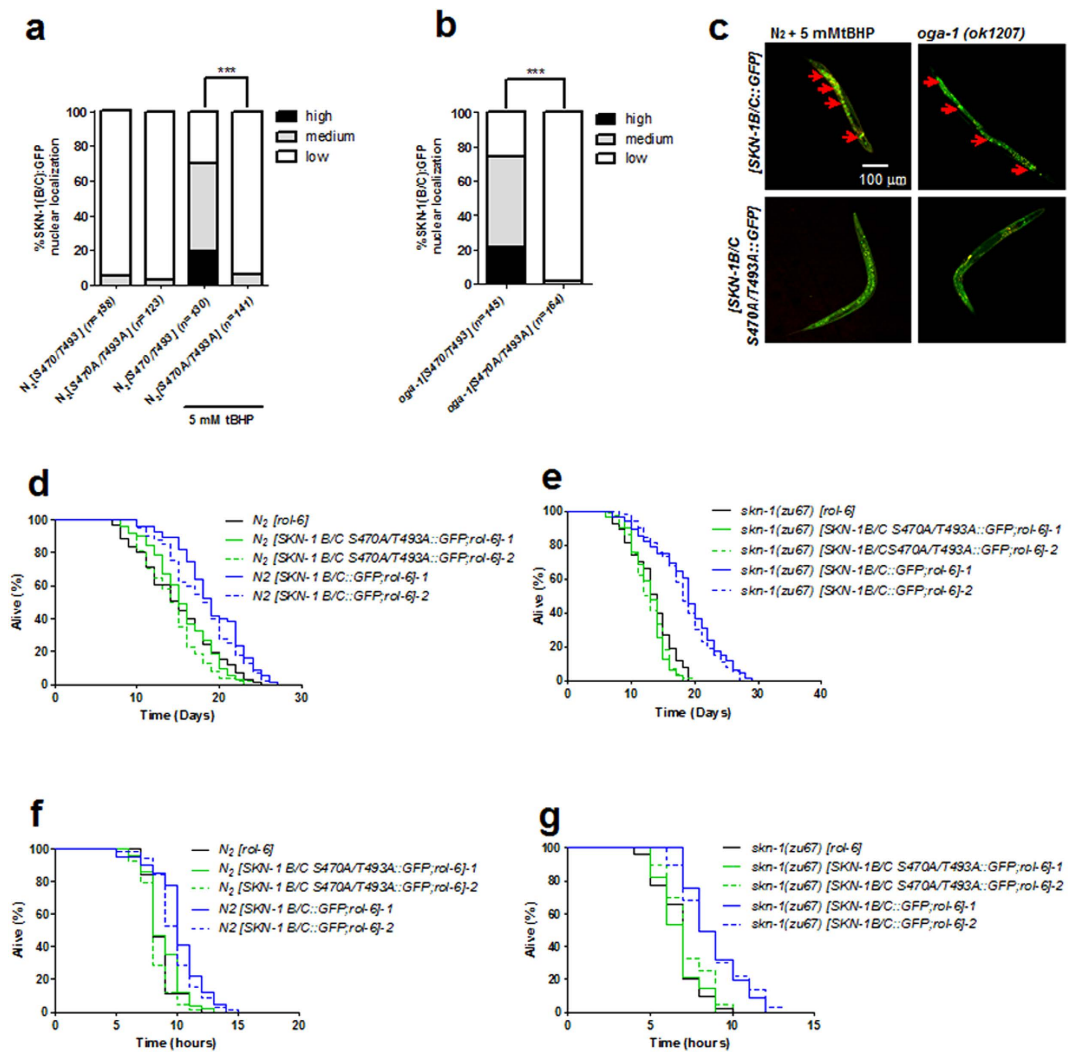 a
***
100
80
60
40
20
0
%SKN-1(B/C):GFP
nuclear localization
high
medium
low
N2[S470/T493] (n=158)
N2[S470A/T493A] (n=123)
N2[S470/T493] (n=130)
N2[S470A/T493A] (n=141)
5 mM tBHP
b
***
100
80
60
40
20
0
%SKN-1(B/C):GFP
nuclear localization
high
medium
low
oga-1[S470/T493] (n=145)
oga-1[S470A/T493A] (n=164)
c
N2 + 5 mMtBHP
oga-1 (ok1207)
[SKN-1B/C::GFP]
100 µm
[SKN-1B/C
S470A/T493A::GFP]
d
100
80
60
40
20
0
Alive (%)
0 10 20 30
Time (Days)
N2 [rol-6]
N2 [SKN-1 B/C S470A/T493A::GFP;rol-6]-1
N2 [SKN-1 B/C S470A/T493A::GFP;rol-6]-2
N2 [SKN-1 B/C::GFP;rol-6]-1
N2 [SKN-1 B/C::GFP;rol-6]-2
e
100
80
60
40
20
0
Alive (%)
0 10 20 30 40
Time (Days)
skn-1(zu67) [rol-6]
skn-1(zu67) [SKN-1B/C S470A/T493A::GFP;rol-6]-1
skn-1(zu67) [SKN-1B/CS470A/T493A::GFP;rol-6]-2
skn-1(zu67) [SKN-1B/C::GFP;rol-6]-1
skn-1(zu67) [SKN-1B/C::GFP;rol-6]-2
f
100
80
60
40
20
0
Alive (%)
0 5 10 15 20
Time (hours)
N2 [rol-6]
N2 [SKN-1 B/C S470A/T493A::GFP;rol-6]-1
N2 [SKN-1 B/C S470A/T493A::GFP;rol-6]-2
N2 [SKN-1 B/C::GFP;rol-6]-1
N2 [SKN-1 B/C::GFP;rol-6]-2
g
100
80
60
40
20
0
Alive (%)
0 5 10 15
Time (hours)
skn-1(zu67) [rol-6]
skn-1(zu67) [SKN-1B/C S470A/T493A::GFP;rol-6]-1
skn-1(zu67) [SKN-1B/C S470A/T493A::GFP;rol-6]-2
skn-1(zu67) [SKN-1B/C::GFP;rol-6]-1
skn-1(zu67) [SKN-1B/C::GFP;rol-6]-2